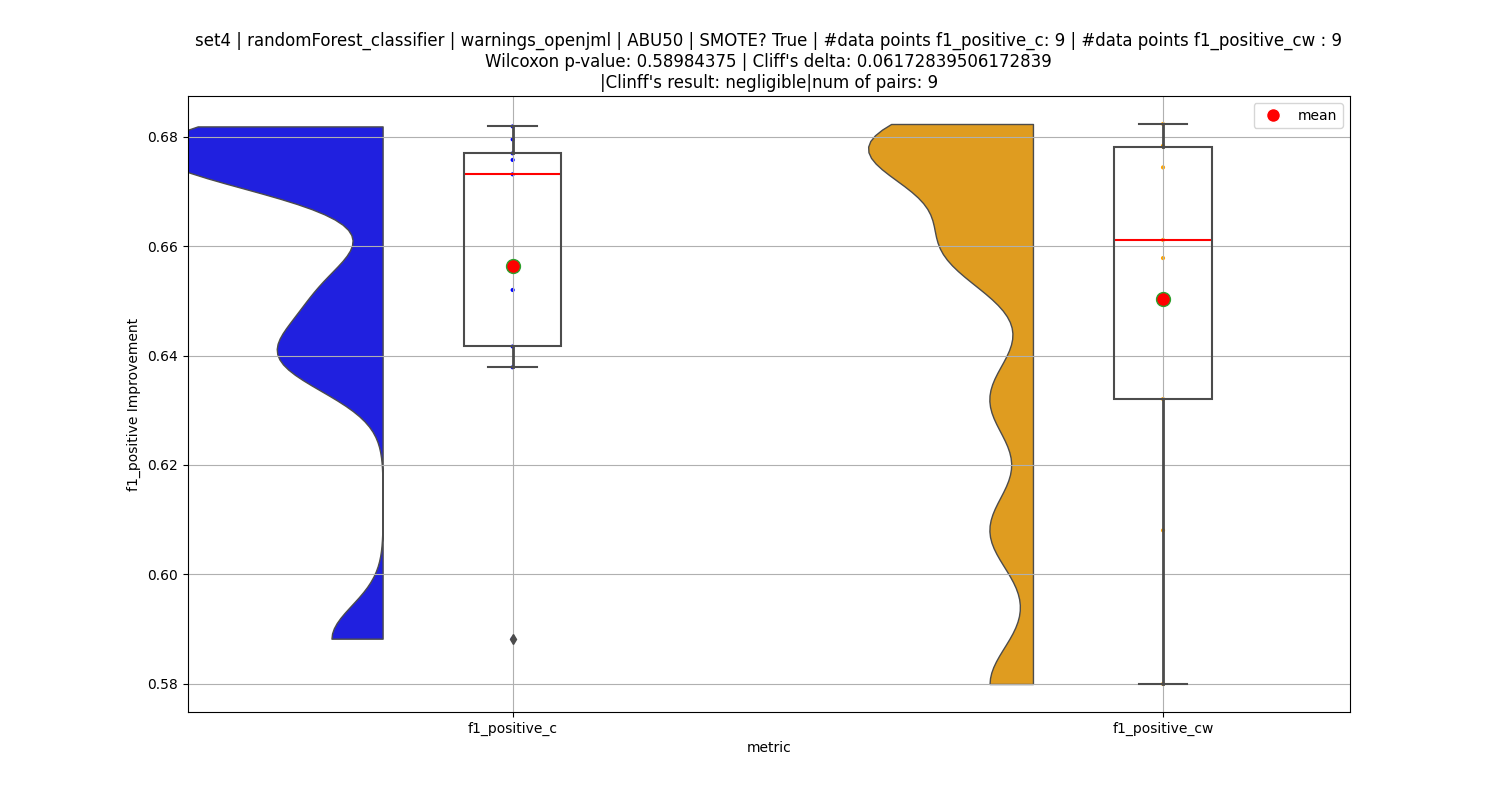 set4 | randomForest_classifier | warnings_openjml | ABU50 | SMOTE? True | #data points f1_positive_c: 9 | #data points f1_positive_cw : 9
Wilcoxon p-value: 0.58984375 | Cliff's delta: 0.06172839506172839
|Clinff's result: negligible|num of pairs: 9
mean
0.68
0.66
0.64
0.62
0.60
0.58
f1_positive Improvement
f1_positive_c
f1_positive_cw
metric